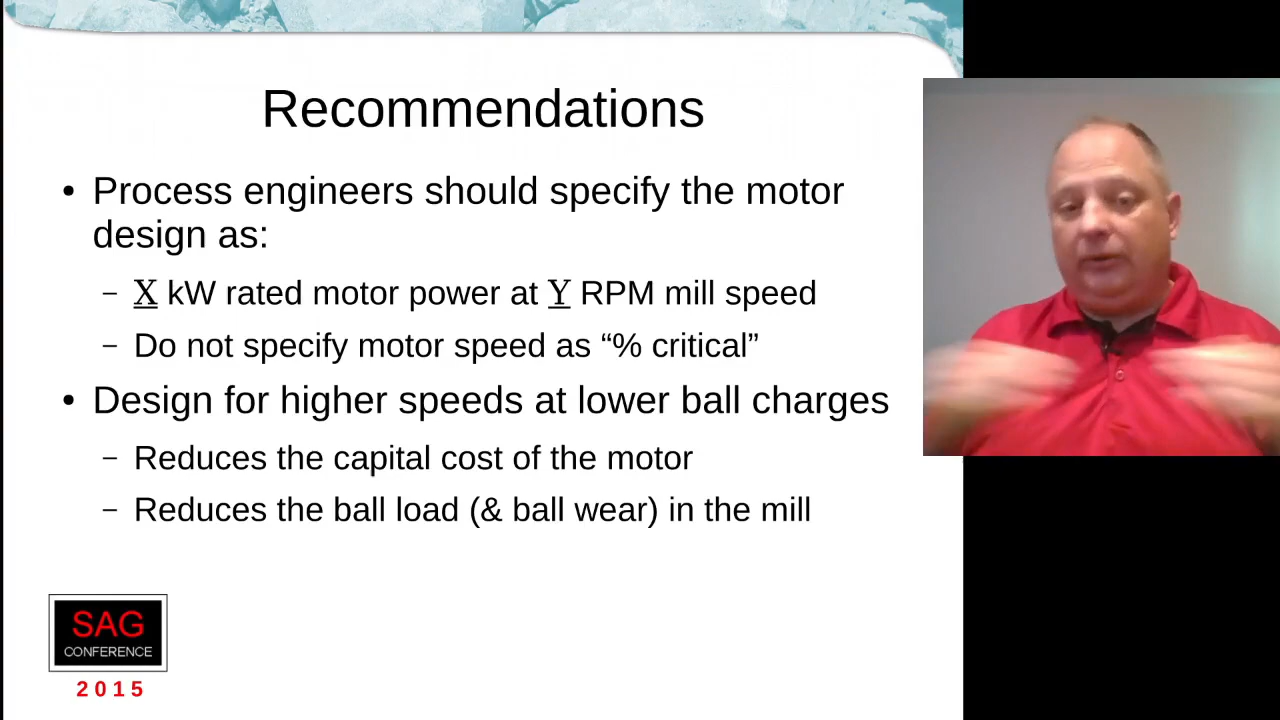 Recommendations
• Process engineers should specify the motor
design as:
– X kW rated motor power at Y RPM mill speed
– Do not specify motor speed as “% critical”
• Design for higher speeds at lower ball charges
– Reduces the capital cost of the motor
– Reduces the ball load (& ball wear) in the mill
SAG
CONFERENCE
2015